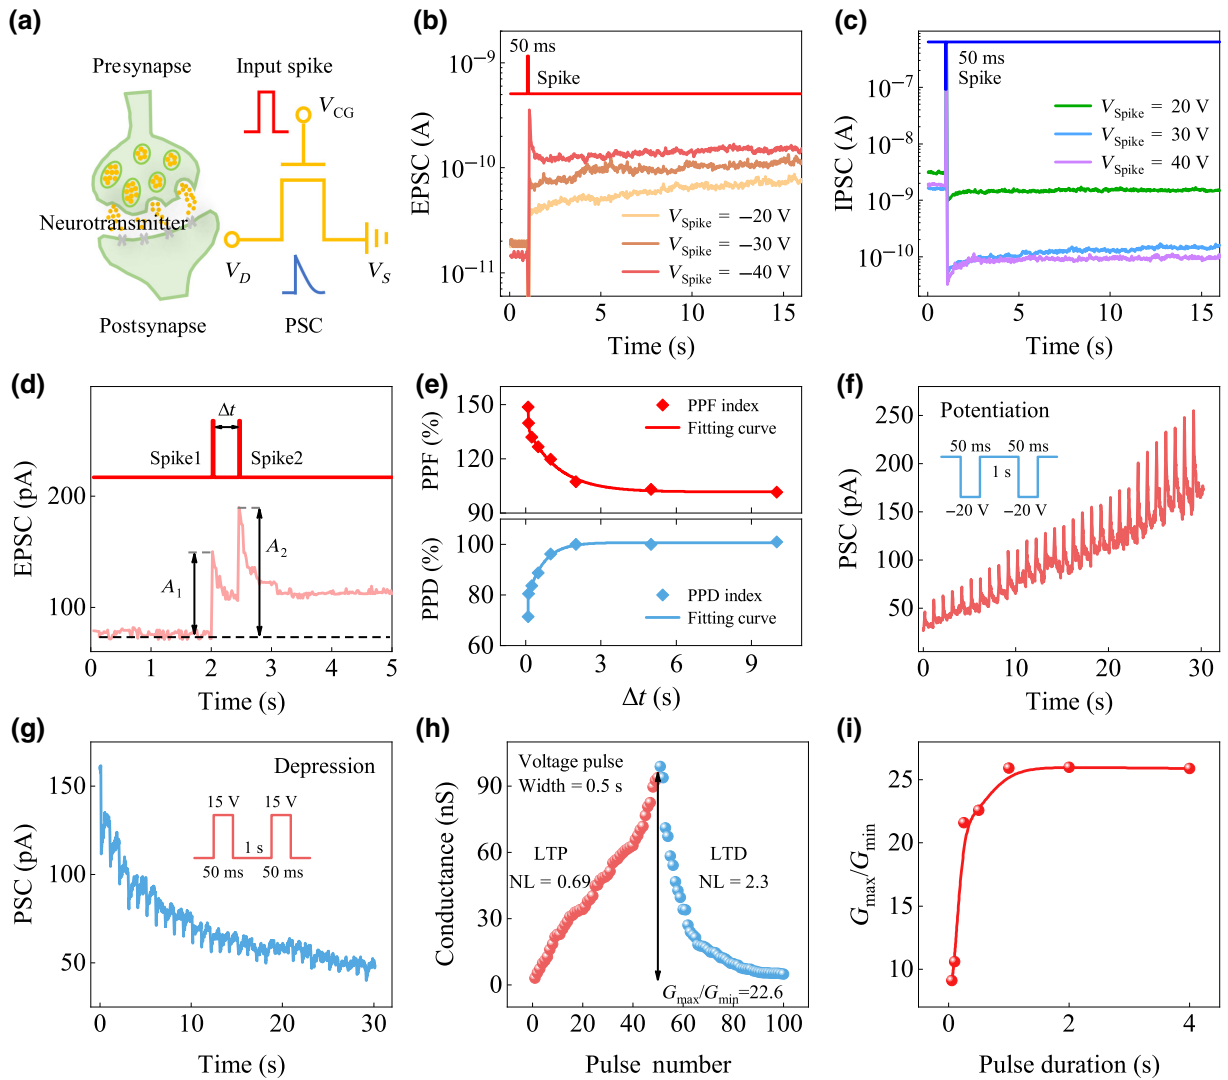 (a)
Presynapse
Input spike
V_CG
Neurotransmitter
V_D
V_S
Postsynapse
PSC
(b)
50 ms
Spike
10⁻⁹
10⁻¹⁰
10⁻¹¹
EPSC (A)
V_Spike = −20 V
V_Spike = −30 V
V_Spike = −40 V
0 5 10 15
Time (s)
(c)
50 ms
Spike
10⁻⁷
10⁻⁸
10⁻⁹
10⁻¹⁰
IPSC (A)
V_Spike = 20 V
V_Spike = 30 V
V_Spike = 40 V
0 5 10 15
Time (s)
(d)
Δt
Spike1 Spike2
200
150
100
EPSC (pA)
A₁
A₂
0 1 2 3 4 5
Time (s)
(e)
150
120
90
PPF (%)
PPF index
Fitting curve
100
80
60
PPD (%)
PPD index
Fitting curve
0 3 6 9
Δt (s)
(f)
Potentiation
50 ms 50 ms
1 s
−20 V −20 V
250
200
150
100
50
PSC (pA)
0 10 20 30
Time (s)
(g)
Depression
15 V 15 V
1 s
50 ms 50 ms
150
100
50
PSC (pA)
0 10 20 30
Time (s)
(h)
Voltage pulse
Width = 0.5 s
90
60
30
0
Conductance (nS)
LTP
NL = 0.69
LTD
NL = 2.3
G_max/G_min=22.6
0 20 40 60 80 100
Pulse number
(i)
25
20
15
10
G_max/G_min
0 2 4
Pulse duration (s)